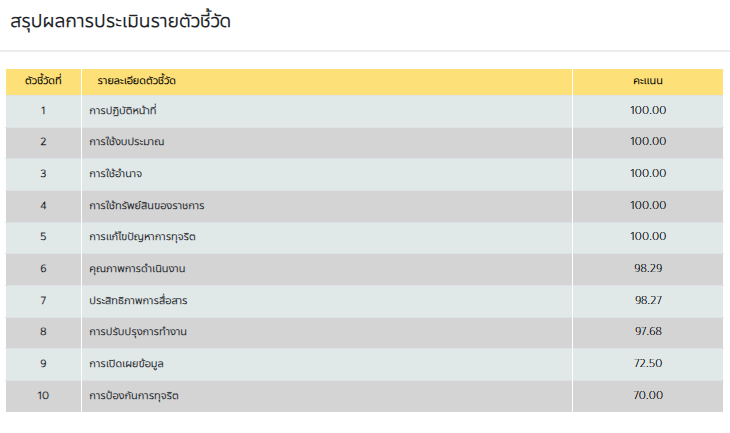 สรุปผลการประเมินรายตัวชี้วัด
ตัวชี้วัดที่ รายละเอียดตัวชี้วัด คะแนน
1 การปฏิบัติหน้าที่ 100.00
2 การใช้งบประมาณ 100.00
3 การใช้อำนาจ 100.00
4 การใช้ทรัพย์สินของราชการ 100.00
5 การแก้ไขปัญหาการทุจริต 100.00
6 คุณภาพการดำเนินงาน 98.29
7 ประสิทธิภาพการสื่อสาร 98.27
8 การปรับปรุงการทำงาน 97.68
9 การเปิดเผยข้อมูล 72.50
10 การป้องกันการทุจริต 70.00